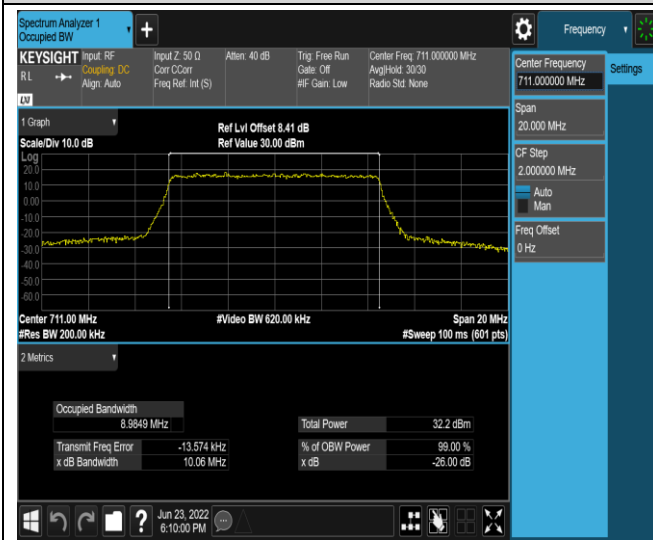 Spectrum Analyzer 1
Occupied BW
+
Frequency
KEYSIGHT
RL
LXI
Input: RF
Coupling: DC
Align: Auto
Input Z: 50 Ω
Corr CCorr
Freq Ref: Int (S)
Atten: 40 dB
Trig: Free Run
Gate: Off
#IF Gain: Low
Center Freq: 711.000000 MHz
Avg|Hold: 30/30
Radio Std: None
Center Frequency
711.000000 MHz
Settings
Span
20.000 MHz
CF Step
2.000000 MHz
Auto
Man
Freq Offset
0 Hz
1 Graph
Scale/Div 10.0 dB
Ref Lvl Offset 8.41 dB
Ref Value 30.00 dBm
Log
20.0
10.0
0.00
-10.0
-20.0
-30.0
-40.0
-50.0
-60.0
Center 711.00 MHz
#Video BW 620.00 kHz
Span 20 MHz
#Res BW 200.00 kHz
#Sweep 100 ms (601 pts)
2 Metrics
Occupied Bandwidth
8.9849 MHz
Total Power 32.2 dBm
Transmit Freq Error -13.574 kHz
% of OBW Power 99.00 %
x dB Bandwidth 10.06 MHz
x dB -26.00 dB
?
Jun 23, 2022
6:10:00 PM